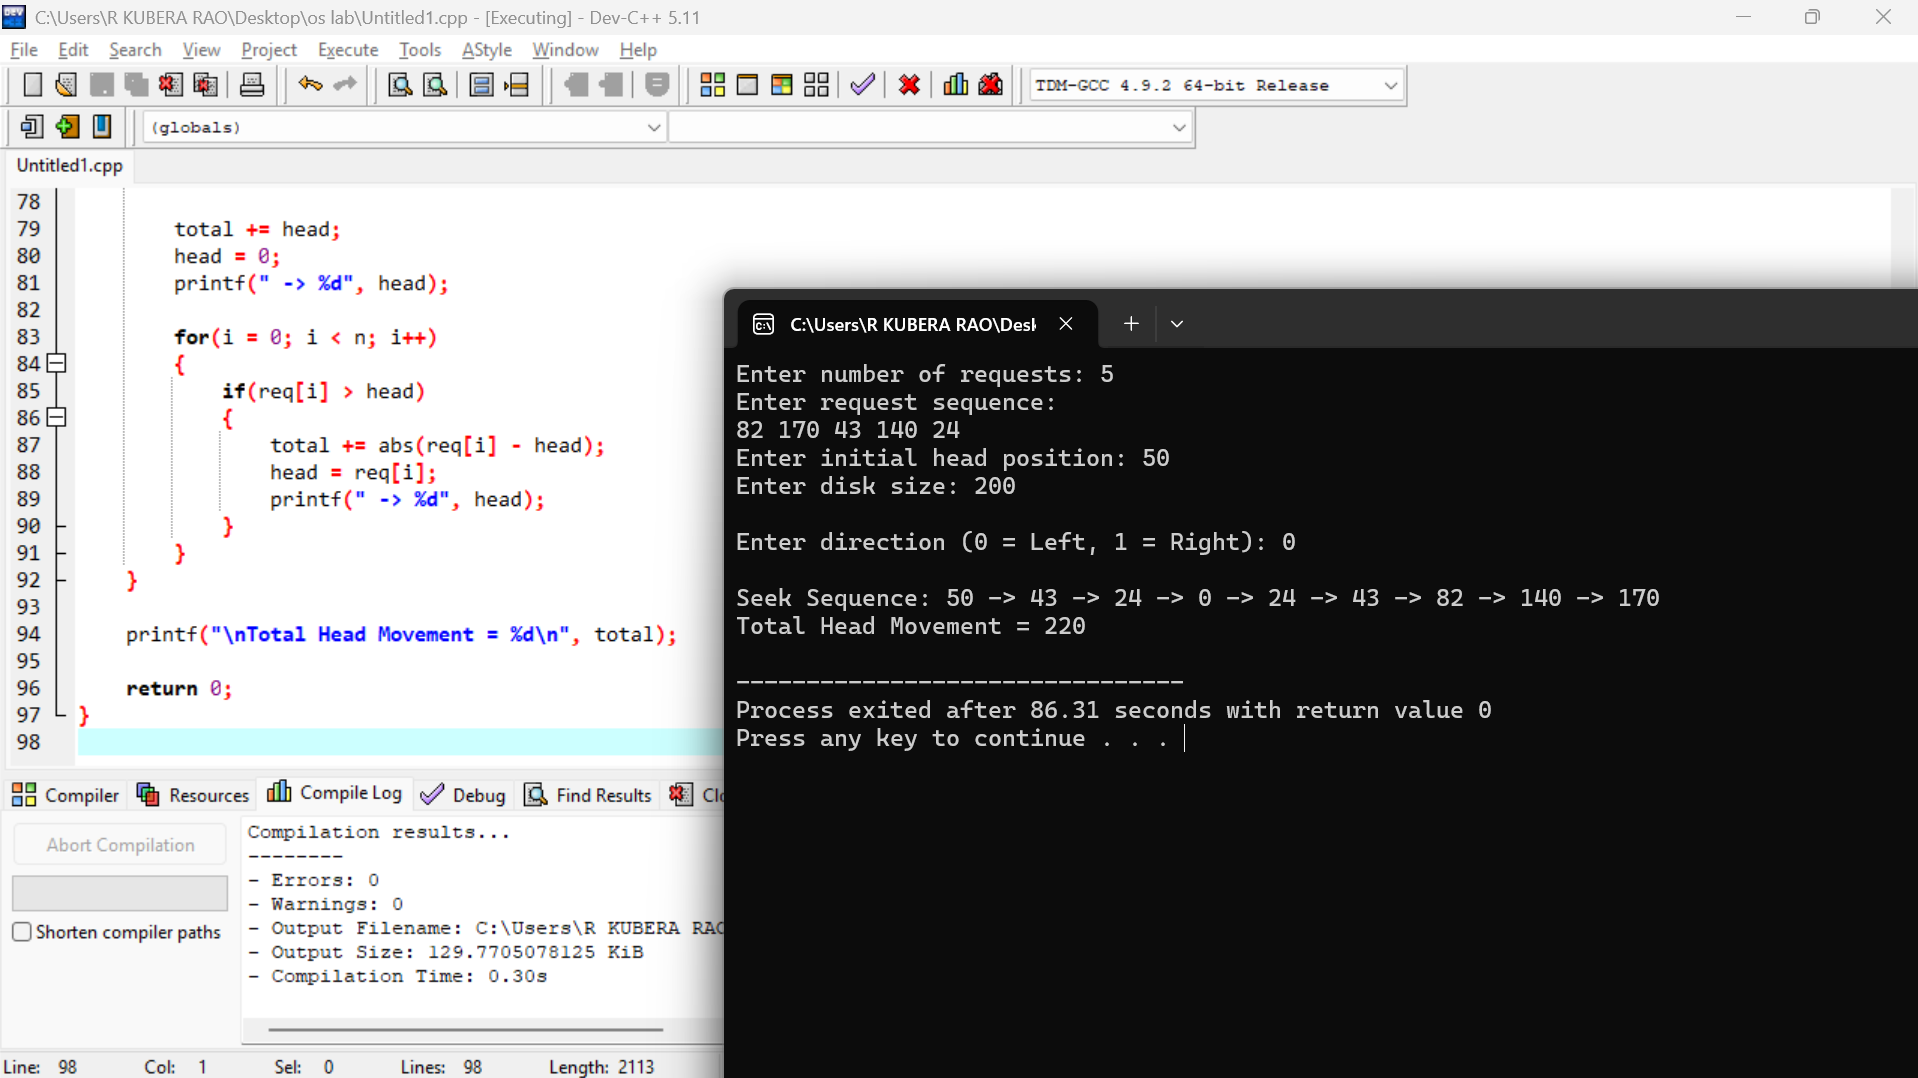 C:\Users\R KUBERA RAO\Desktop\os lab\Untitled1.cpp - [Executing] - Dev-C++ 5.11
File Edit Search View Project Execute Tools AStyle Window Help
TDM-GCC 4.9.2 64-bit Release
(globals)
Untitled1.cpp
78
79 total += head;
80 head = 0;
81 printf(" -> %d", head);
82
83 for(i = 0; i < n; i++)
84 {
85 if(req[i] > head)
86 {
87 total += abs(req[i] - head);
88 head = req[i];
89 printf(" -> %d", head);
90 }
91 }
92 }
93
94 printf("\nTotal Head Movement = %d\n", total);
95
96 return 0;
97 }
98
C:\Users\R KUBERA RAO\Desl
Enter number of requests: 5
Enter request sequence:
82 170 43 140 24
Enter initial head position: 50
Enter disk size: 200
Enter direction (0 = Left, 1 = Right): 0
Seek Sequence: 50 -> 43 -> 24 -> 0 -> 24 -> 43 -> 82 -> 140 -> 170
Total Head Movement = 220
--------------------------------
Process exited after 86.31 seconds with return value 0
Press any key to continue . . .
Compiler Resources Compile Log Debug Find Results Clo
Abort Compilation
Shorten compiler paths
Compilation results...
--------
- Errors: 0
- Warnings: 0
- Output Filename: C:\Users\R KUBERA RAO
- Output Size: 129.7705078125 KiB
- Compilation Time: 0.30s
Line: 98 Col: 1 Sel: 0 Lines: 98 Length: 2113